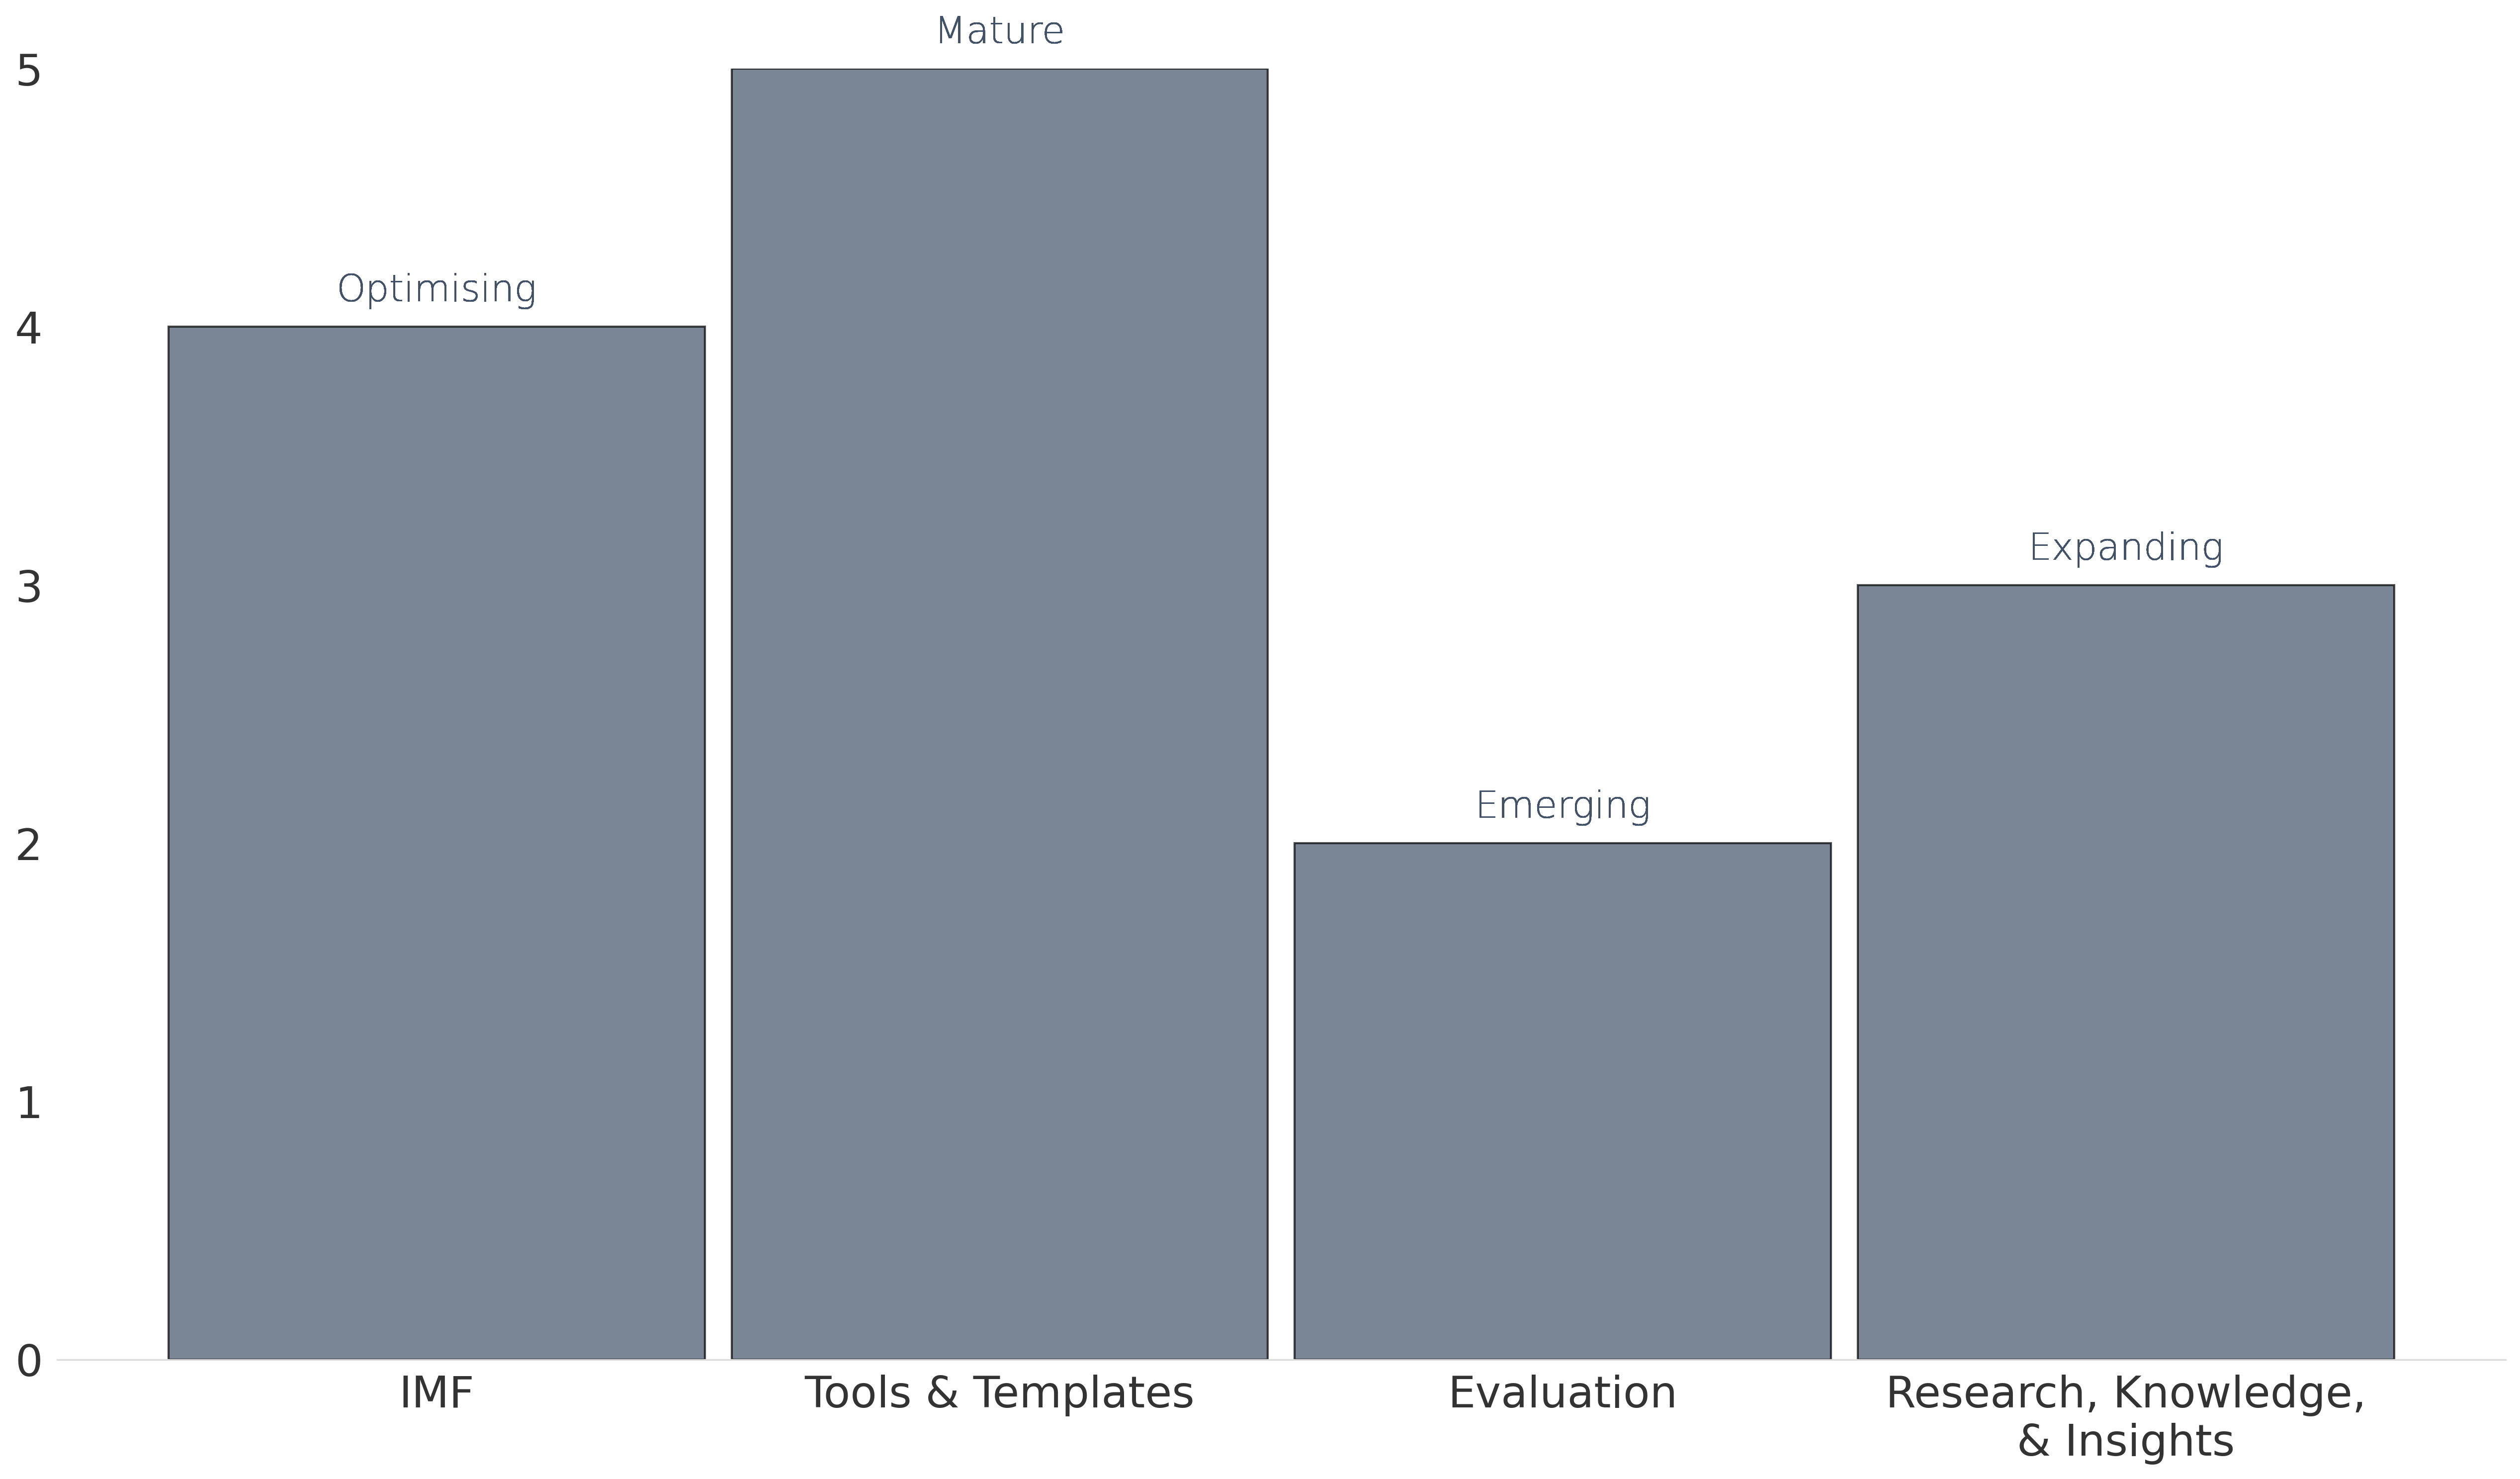 Mature
5
Optimising
4
Expanding
3
Emerging
2
1
0
IMF
Tools & Templates
Evaluation
Research, Knowledge,
& Insights